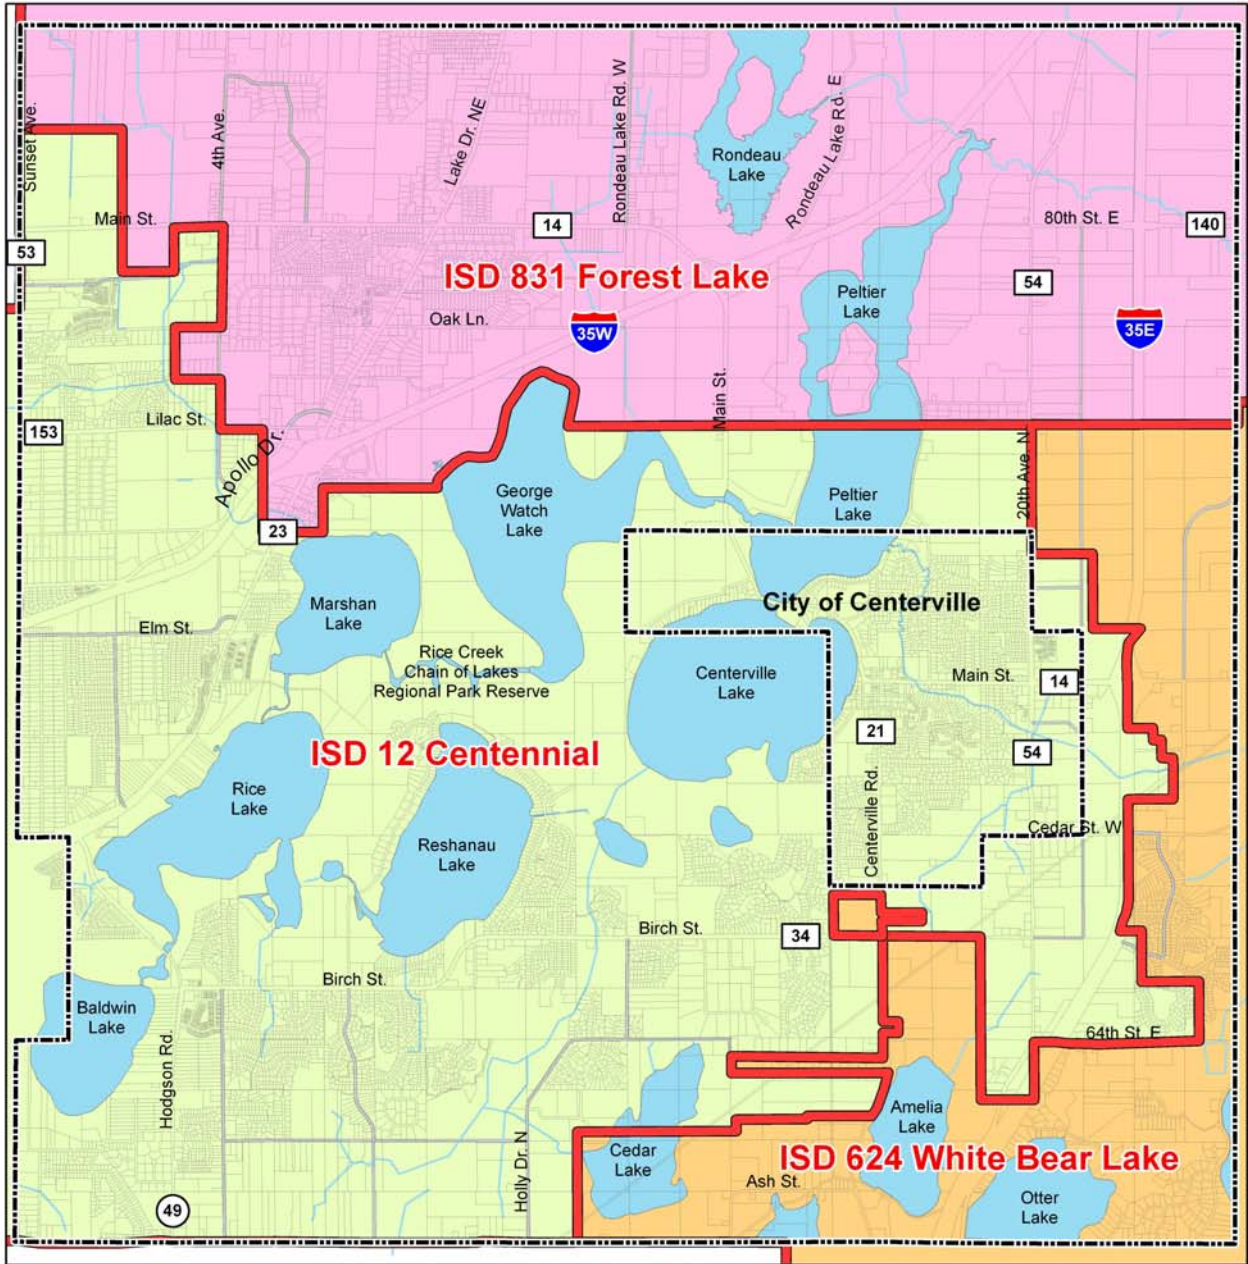 Sunset Ave.
4th Ave.
Lake Dr. NE
Rondeau Lake Rd. W
Rondeau Lake Rd. E
Rondeau
Lake
Main St.
14
80th St. E
140
53
ISD 831 Forest Lake
54
Peltier
Lake
Oak Ln.
35W
35E
Main St.
Lilac St.
153
Apollo Dr.
20th Ave. N
George
Watch
Lake
Peltier
Lake
23
Marshan
Lake
City of Centerville
Elm St.
Rice Creek
Chain of Lakes
Regional Park Reserve
Centerville
Lake
Main St.
14
21
54
ISD 12 Centennial
Rice
Lake
Centerville Rd.
Cedar St. W
Reshanau
Lake
Birch St.
34
Birch St.
Baldwin
Lake
Hodgson Rd.
64th St. E
Amelia
Lake
Cedar
Lake
Holly Dr. N
ISD 624 White Bear Lake
Ash St.
Otter
Lake
49